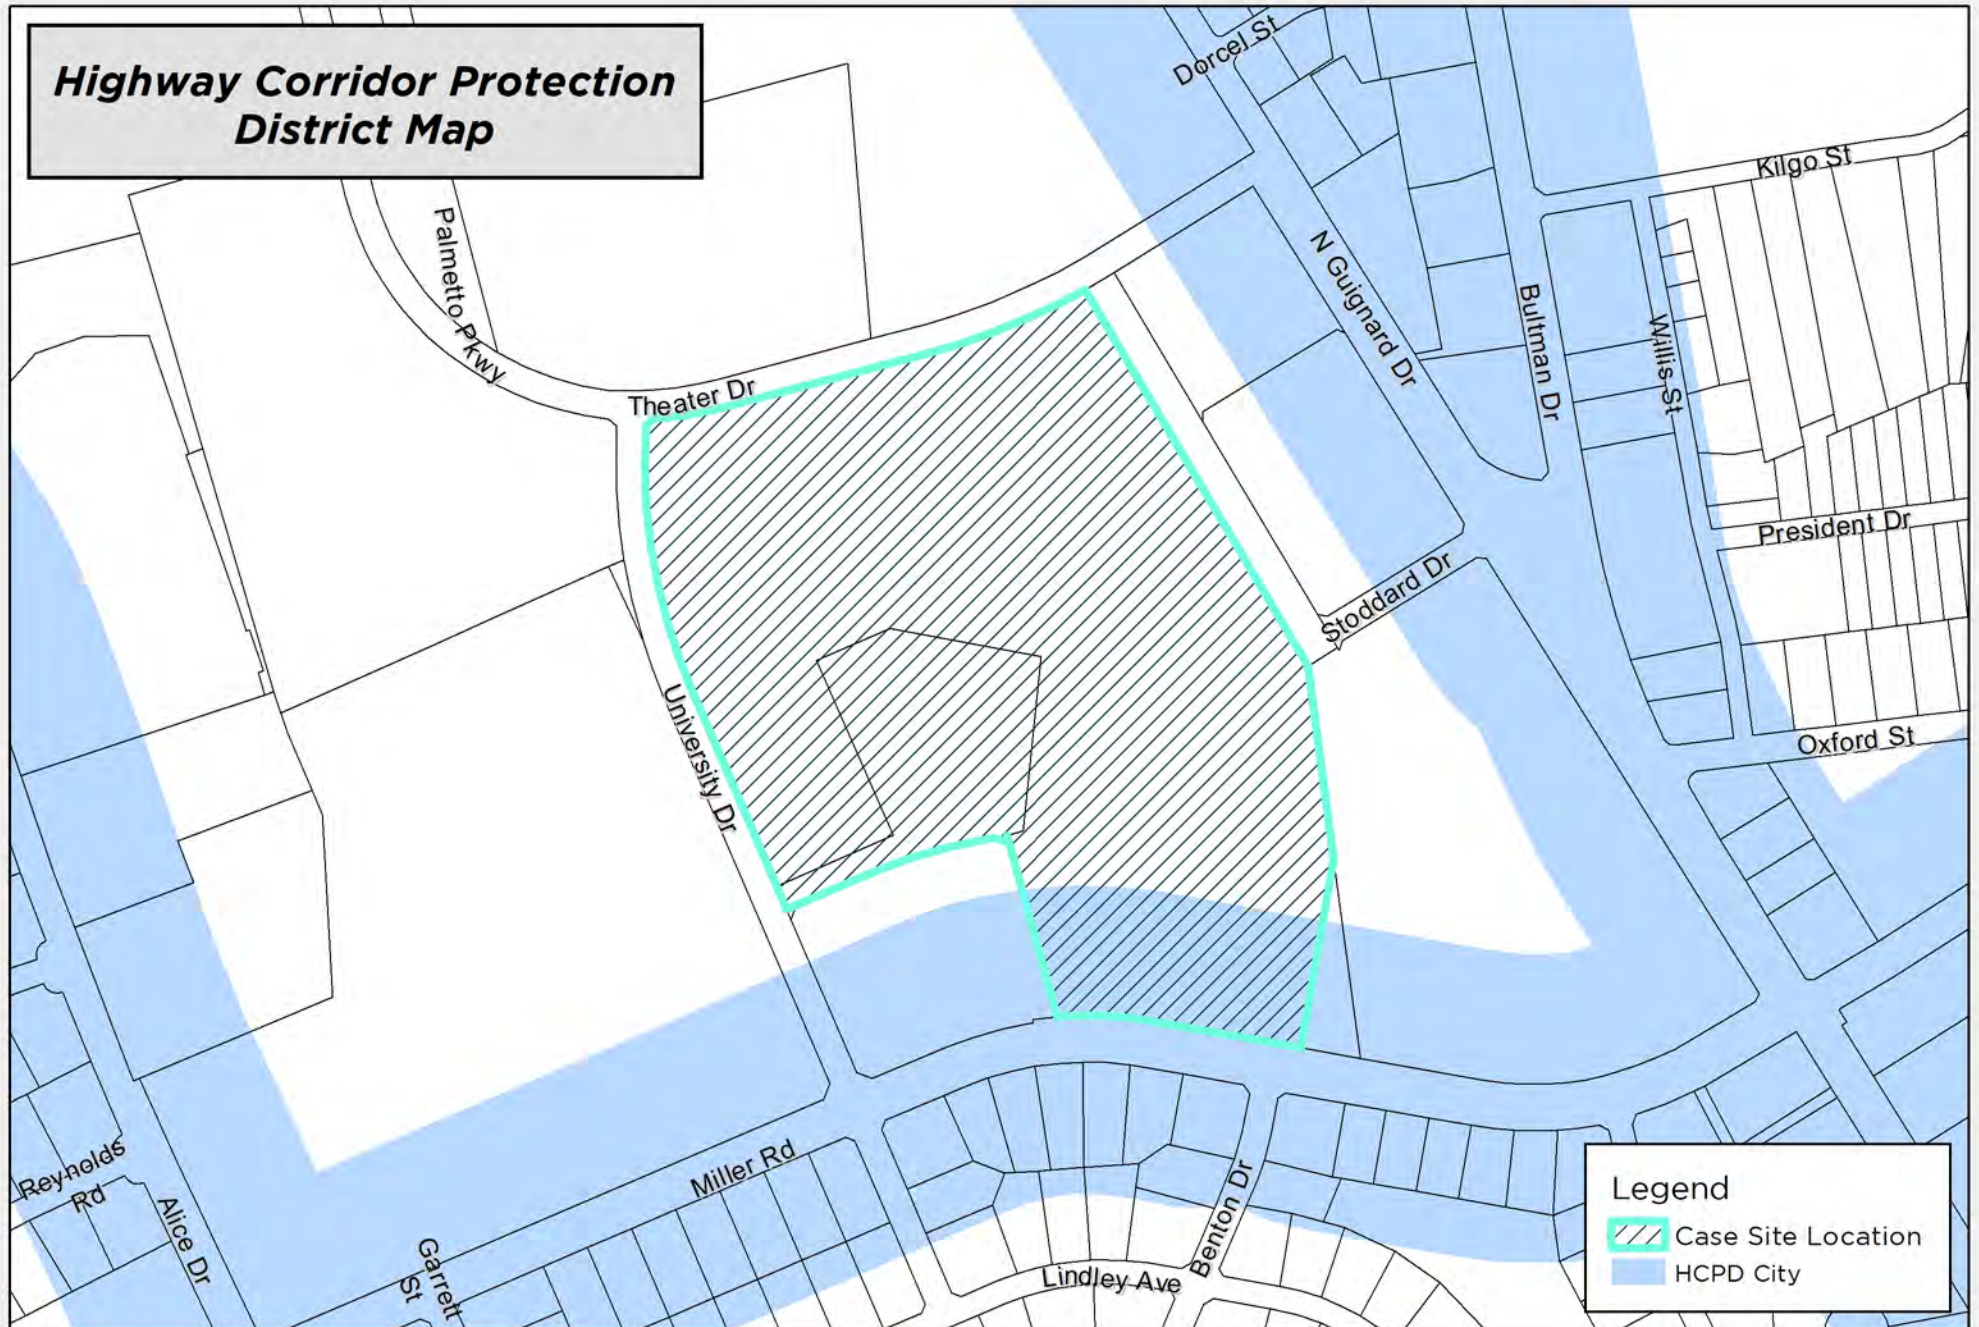 Highway Corridor Protection
District Map
Dorcel St
Kilgo St
Palmetto Pkwy
N Guignard Dr
Bultman Dr
Willis St
Theater Dr
President Dr
Stoddard Dr
University Dr
Oxford St
Reynolds
Rd
Alice Dr
Miller Rd
Garrett
St
Benton Dr
Lindley Ave
Legend
Case Site Location
HCPD City